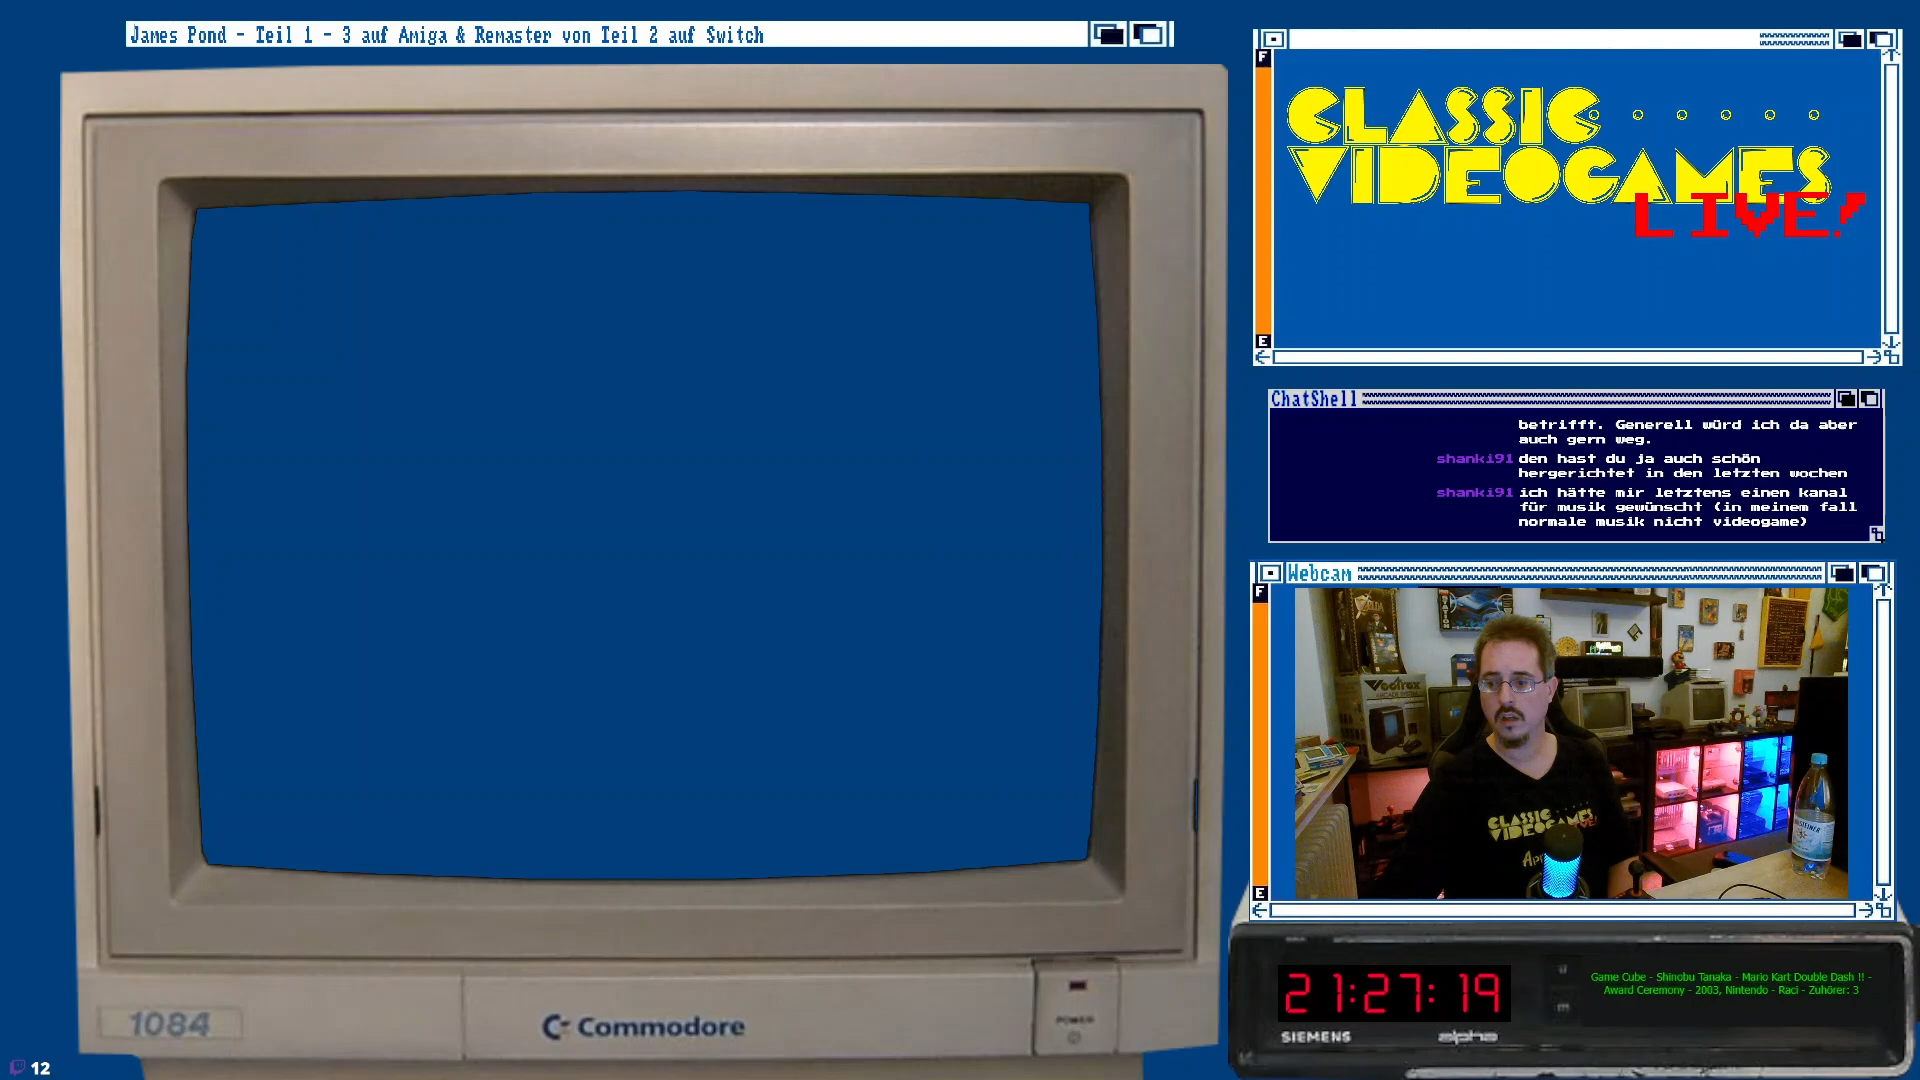 James Pond - Teil 1 - 3 auf Amiga & Remaster von Teil 2 auf Switch
CLASSIC
VIDEOGAMES
LIVE!
ChatShell
betrifft. Generell würd ich da aber
auch gern weg.
shanki91 den hast du ja auch schön
hergerichtet in den letzten wochen
shanki91 ich hätte mir letztens einen kanal
für musik gewünscht (in meinem fall
normale musik nicht videogame)
Webcam
Vectrex
CLASSIC
VIDEOGAMES
21:27:19
Game Cube - Shinobu Tanaka - Mario Kart Double Dash !! -
Award Ceremony - 2003, Nintendo - Raci - Zuhörer: 3
SIEMENS alpha
1084
Commodore
POWER
12
F
E
F
E